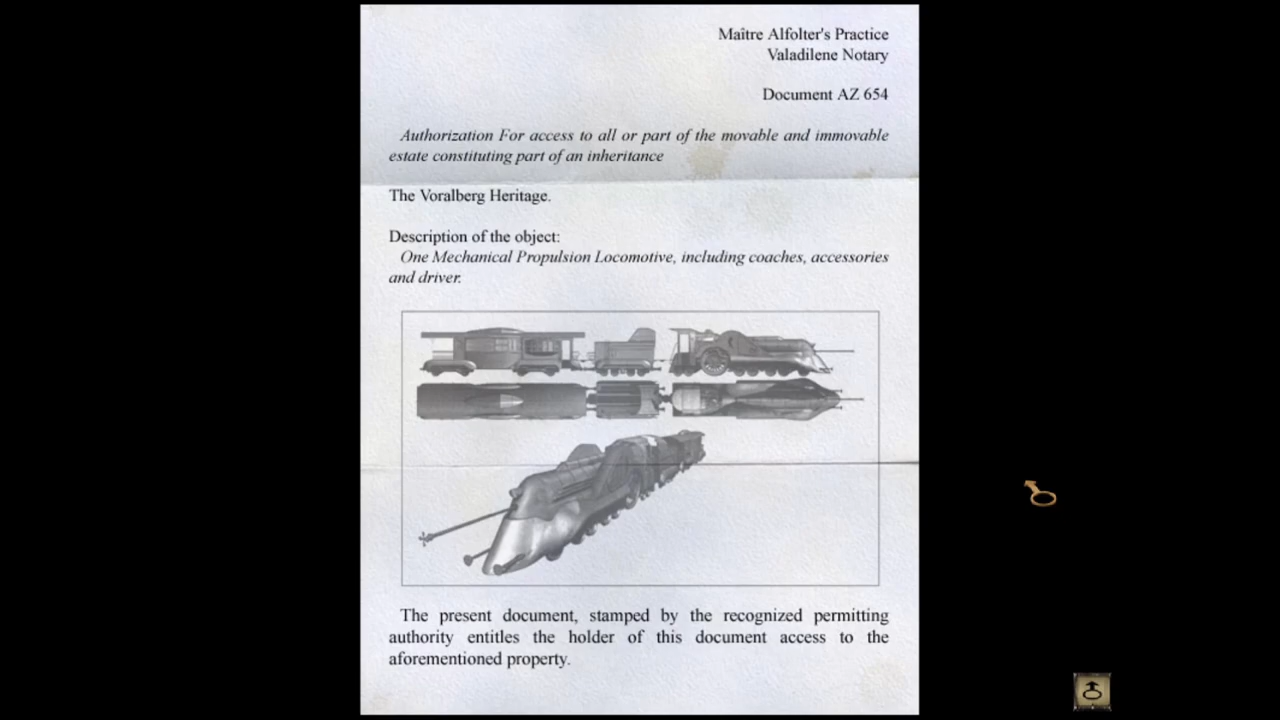 Maître Alfolter's Practice
Valadilene Notary
Document AZ 654
Authorization For access to all or part of the movable and immovable
estate constituting part of an inheritance
The Voralberg Heritage.
Description of the object:
One Mechanical Propulsion Locomotive, including coaches, accessories
and driver.
The present document, stamped by the recognized permitting
authority entitles the holder of this document access to the
aforementioned property.